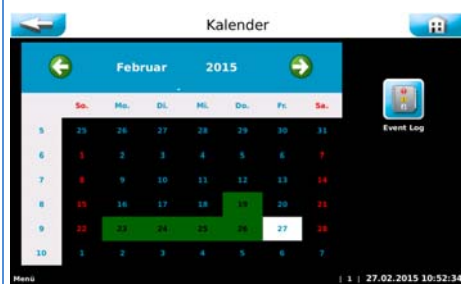 Kalender
Februar 2015
So. Mo. Di. Mi. Do. Fr. Sa.
5 25 26 27 28 29 30 31
6 1 2 3 4 5 6 7
7 8 9 10 11 12 13 14
8 15 16 17 18 19 20 21
9 22 23 24 25 26 27 28
10 1 2 3 4 5 6 7
Event Log
Menü | 1 | 27.02.2015 10:52:34